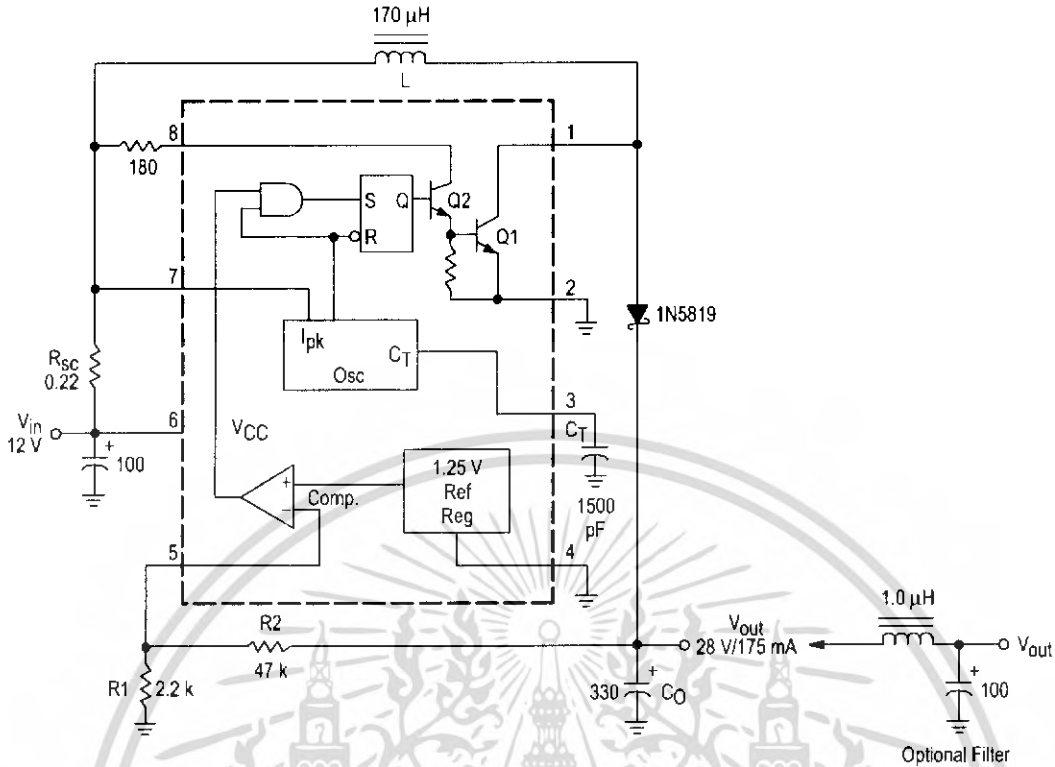 170 µH
L
8
1
180
S
Q
Q2
R
Q1
7
2
1N5819
Ipk
CT
Osc
Rsc
0.22
3
Vin
12 V
6
VCC
CT
100
1.25 V
Ref
Reg
+
Comp.
−
1500
pF
5
4
1.0 µH
R2
47 k
Vout
28 V/175 mA
Vout
R1
2.2 k
330
+
CO
+
100
Optional Filter